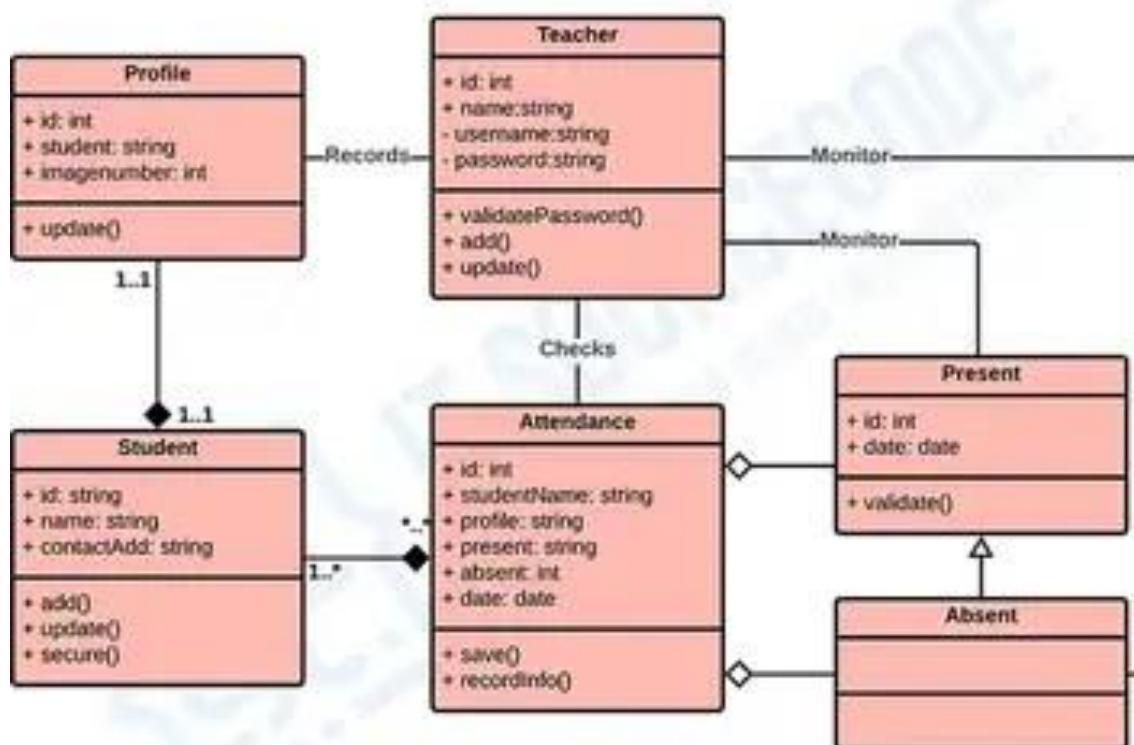 Teacher
+ id: int
+ name:string
- username:string
- password:string
+ validatePassword()
+ add()
+ update()
Profile
+ id: int
+ student: string
+ imagenumber: int
+ update()
Records
Monitor
Monitor
1..1
1..1
Checks
Student
+ id: string
+ name: string
+ contactAdd: string
+ add()
+ update()
+ secure()
1..*
*..*
Attendance
+ id: int
+ studentName: string
+ profile: string
+ present: string
+ absent: int
+ date: date
+ save()
+ recordInfo()
Present
+ id: int
+ date: date
+ validate()
Absent